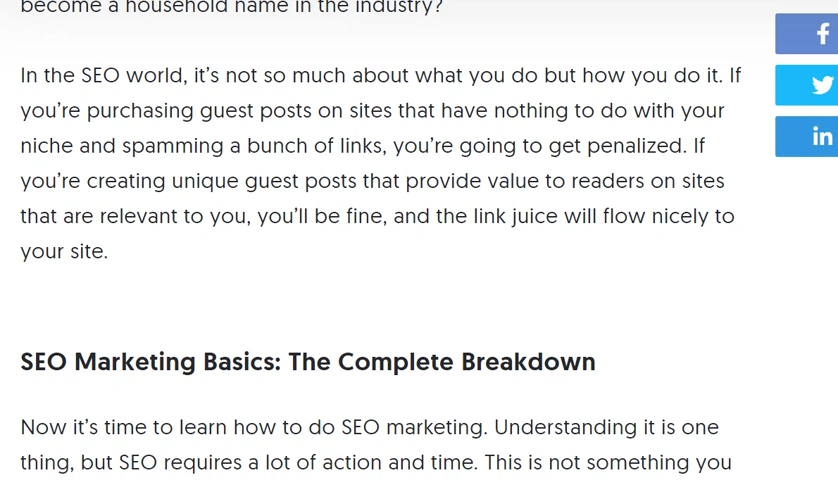 become a household name in the industry?
In the SEO world, it’s not so much about what you do but how you do it. If
you’re purchasing guest posts on sites that have nothing to do with your
niche and spamming a bunch of links, you’re going to get penalized. If
you’re creating unique guest posts that provide value to readers on sites
that are relevant to you, you’ll be fine, and the link juice will flow nicely to
your site.
SEO Marketing Basics: The Complete Breakdown
Now it’s time to learn how to do SEO marketing. Understanding it is one
thing, but SEO requires a lot of action and time. This is not something you
f
in